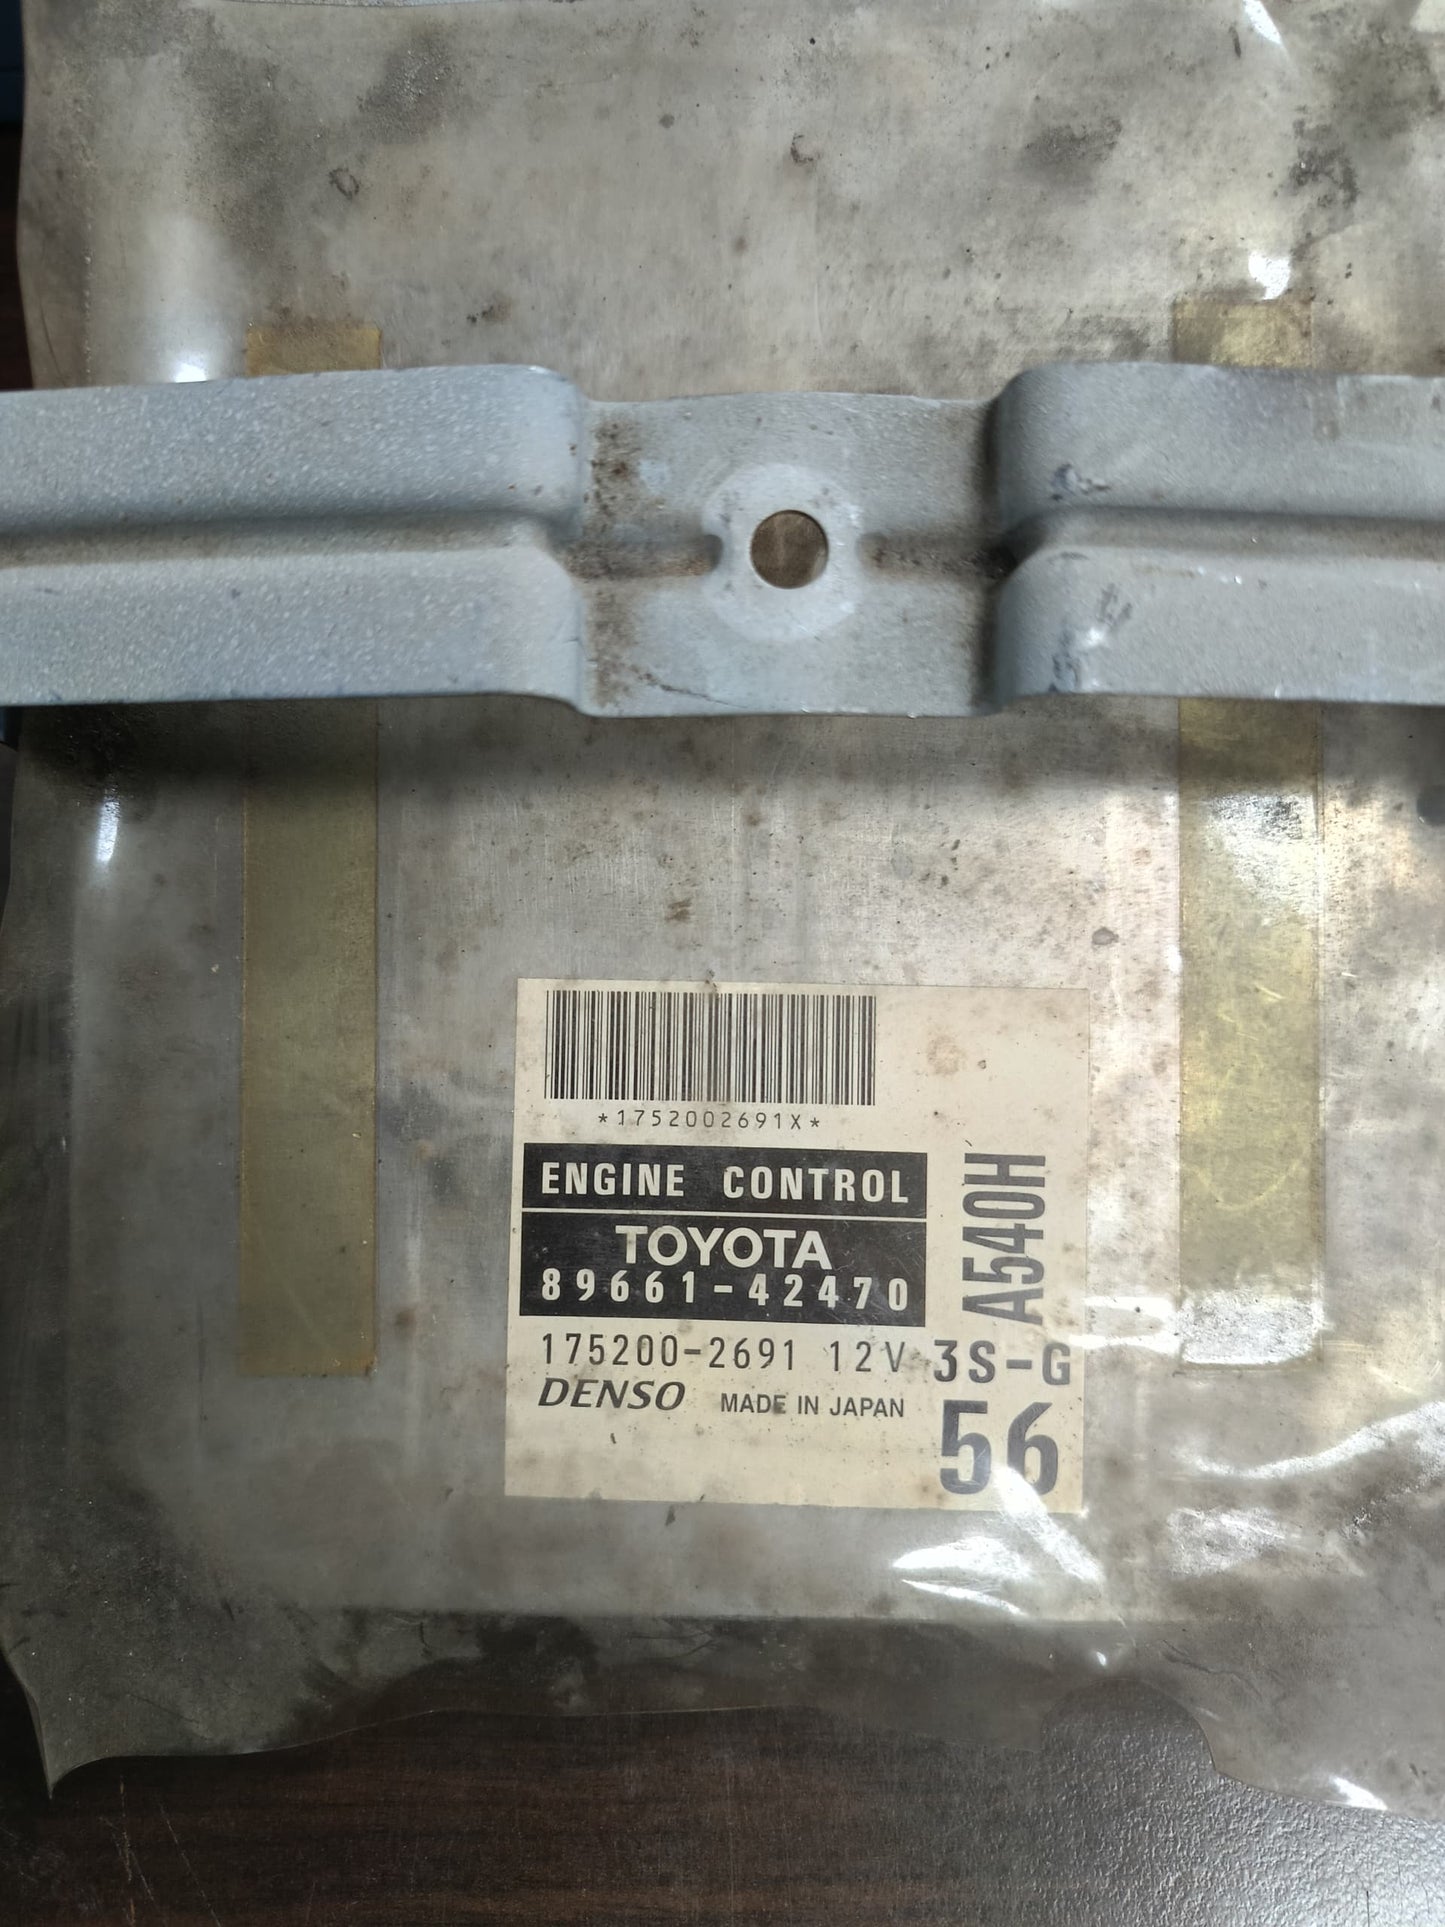 *1752002691X*
ENGINE CONTROL
TOYOTA
89661-42470
A540H
175200-2691 12V 3S-G
DENSO MADE IN JAPAN
56